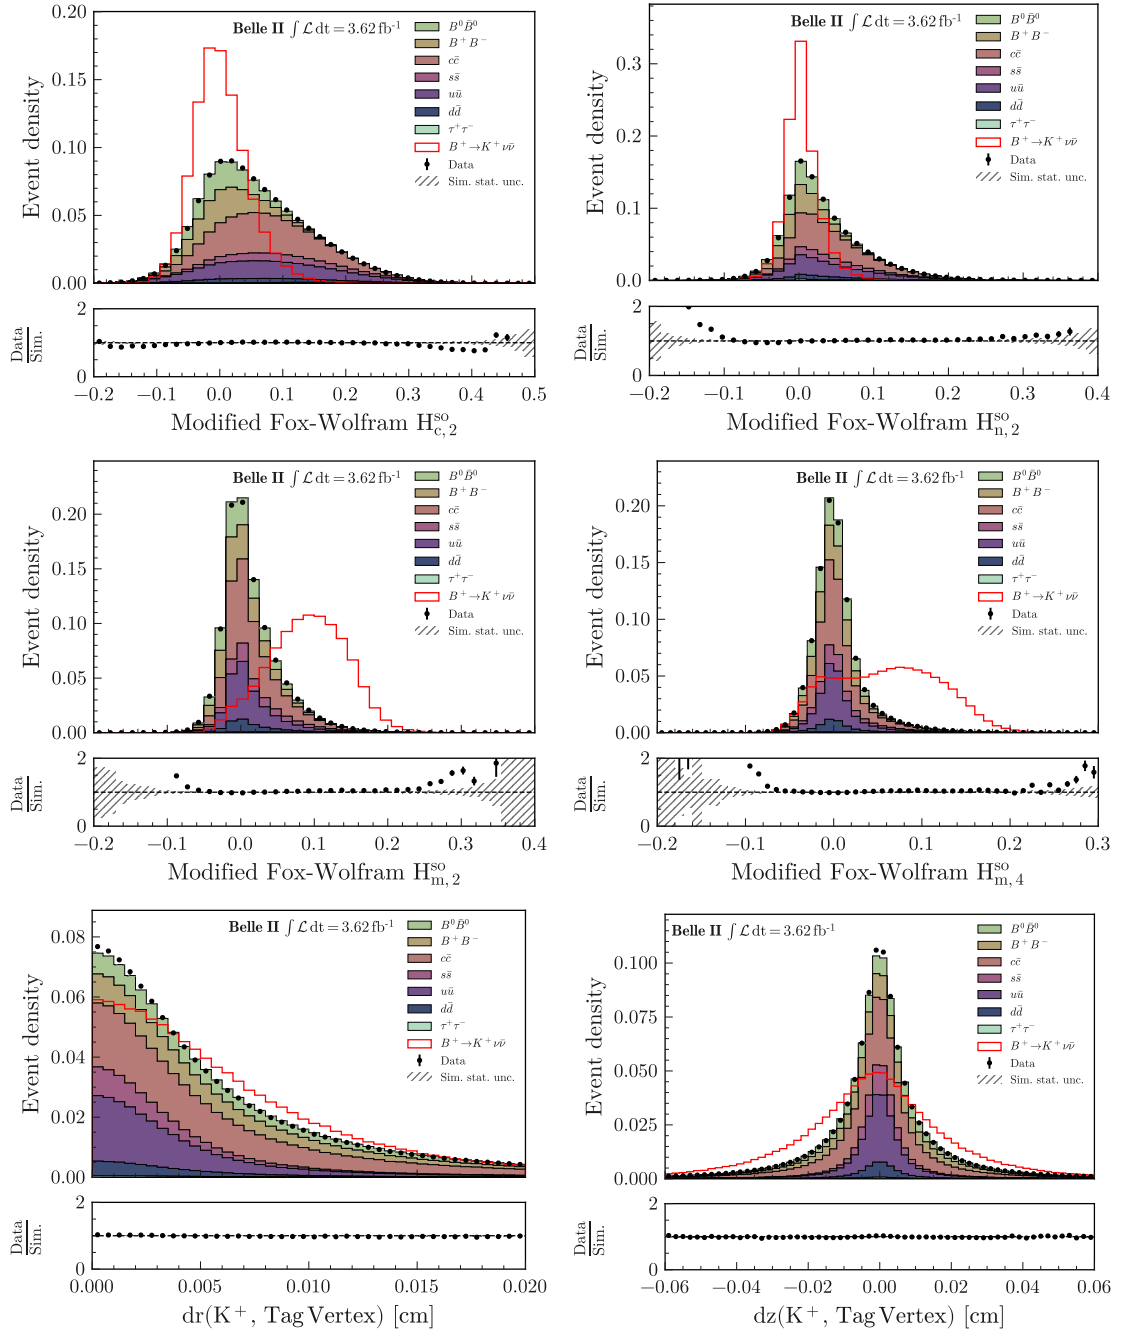 Belle II ∫ℒdt = 3.62 fb⁻¹
B⁰B̄⁰
B⁺B⁻
cc̄
ss̄
uū
dd̄
τ⁺τ⁻
B⁺→K⁺νν̄
Data
Sim. stat. unc.
Event density
0.20
0.15
0.10
0.05
0.00
Data
Sim.
2
1
0
−0.2 −0.1 0.0 0.1 0.2 0.3 0.4 0.5
Modified Fox-Wolfram H^so_c,2
Belle II ∫ℒdt = 3.62 fb⁻¹
B⁰B̄⁰
B⁺B⁻
cc̄
ss̄
uū
dd̄
τ⁺τ⁻
B⁺→K⁺νν̄
Data
Sim. stat. unc.
Event density
0.3
0.2
0.1
0.0
Data
Sim.
2
1
0
−0.2 −0.1 0.0 0.1 0.2 0.3 0.4
Modified Fox-Wolfram H^so_n,2
Belle II ∫ℒdt = 3.62 fb⁻¹
B⁰B̄⁰
B⁺B⁻
cc̄
ss̄
uū
dd̄
τ⁺τ⁻
B⁺→K⁺νν̄
Data
Sim. stat. unc.
Event density
0.20
0.15
0.10
0.05
0.00
Data
Sim.
2
1
0
−0.2 −0.1 0.0 0.1 0.2 0.3 0.4
Modified Fox-Wolfram H^so_m,2
Belle II ∫ℒdt = 3.62 fb⁻¹
B⁰B̄⁰
B⁺B⁻
cc̄
ss̄
uū
dd̄
τ⁺τ⁻
B⁺→K⁺νν̄
Data
Sim. stat. unc.
Event density
0.20
0.15
0.10
0.05
0.00
Data
Sim.
2
1
0
−0.2 −0.1 0.0 0.1 0.2 0.3
Modified Fox-Wolfram H^so_m,4
Belle II ∫ℒdt = 3.62 fb⁻¹
B⁰B̄⁰
B⁺B⁻
cc̄
ss̄
uū
dd̄
τ⁺τ⁻
B⁺→K⁺νν̄
Data
Sim. stat. unc.
Event density
0.08
0.06
0.04
0.02
0.00
Data
Sim.
2
1
0
0.000 0.005 0.010 0.015 0.020
dr(K⁺, Tag Vertex) [cm]
Belle II ∫ℒdt = 3.62 fb⁻¹
B⁰B̄⁰
B⁺B⁻
cc̄
ss̄
uū
dd̄
τ⁺τ⁻
B⁺→K⁺νν̄
Data
Sim. stat. unc.
Event density
0.100
0.075
0.050
0.025
0.000
Data
Sim.
2
1
0
−0.06 −0.04 −0.02 0.00 0.02 0.04 0.06
dz(K⁺, Tag Vertex) [cm]